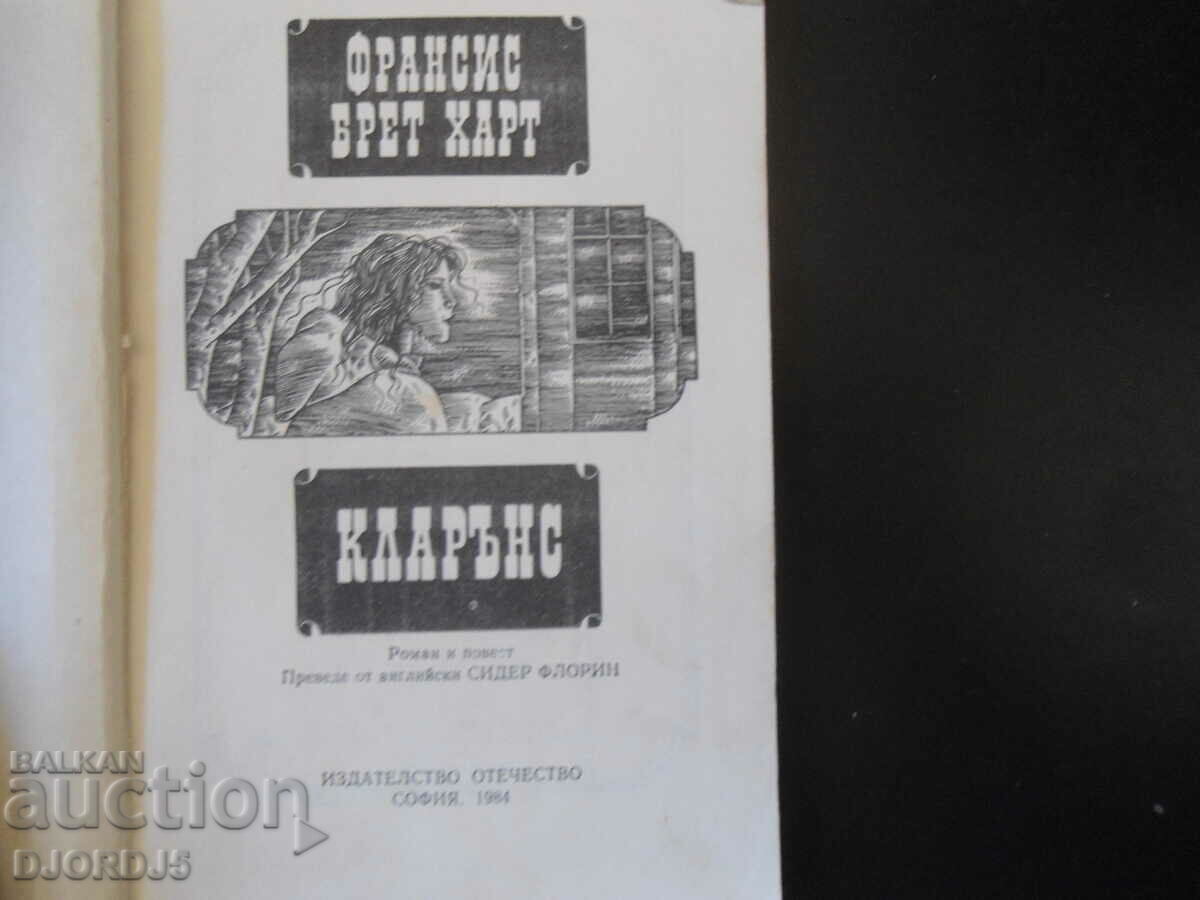 ФРАНСИС
БРЕТ ХАРТ
КЛАРЪНС
Роман и повест
Преведе от английски СИДЕР ФЛОРИН
ИЗДАТЕЛСТВО ОТЕЧЕСТВО
СОФИЯ, 1984
BALKAN
auction
DJORDJ5